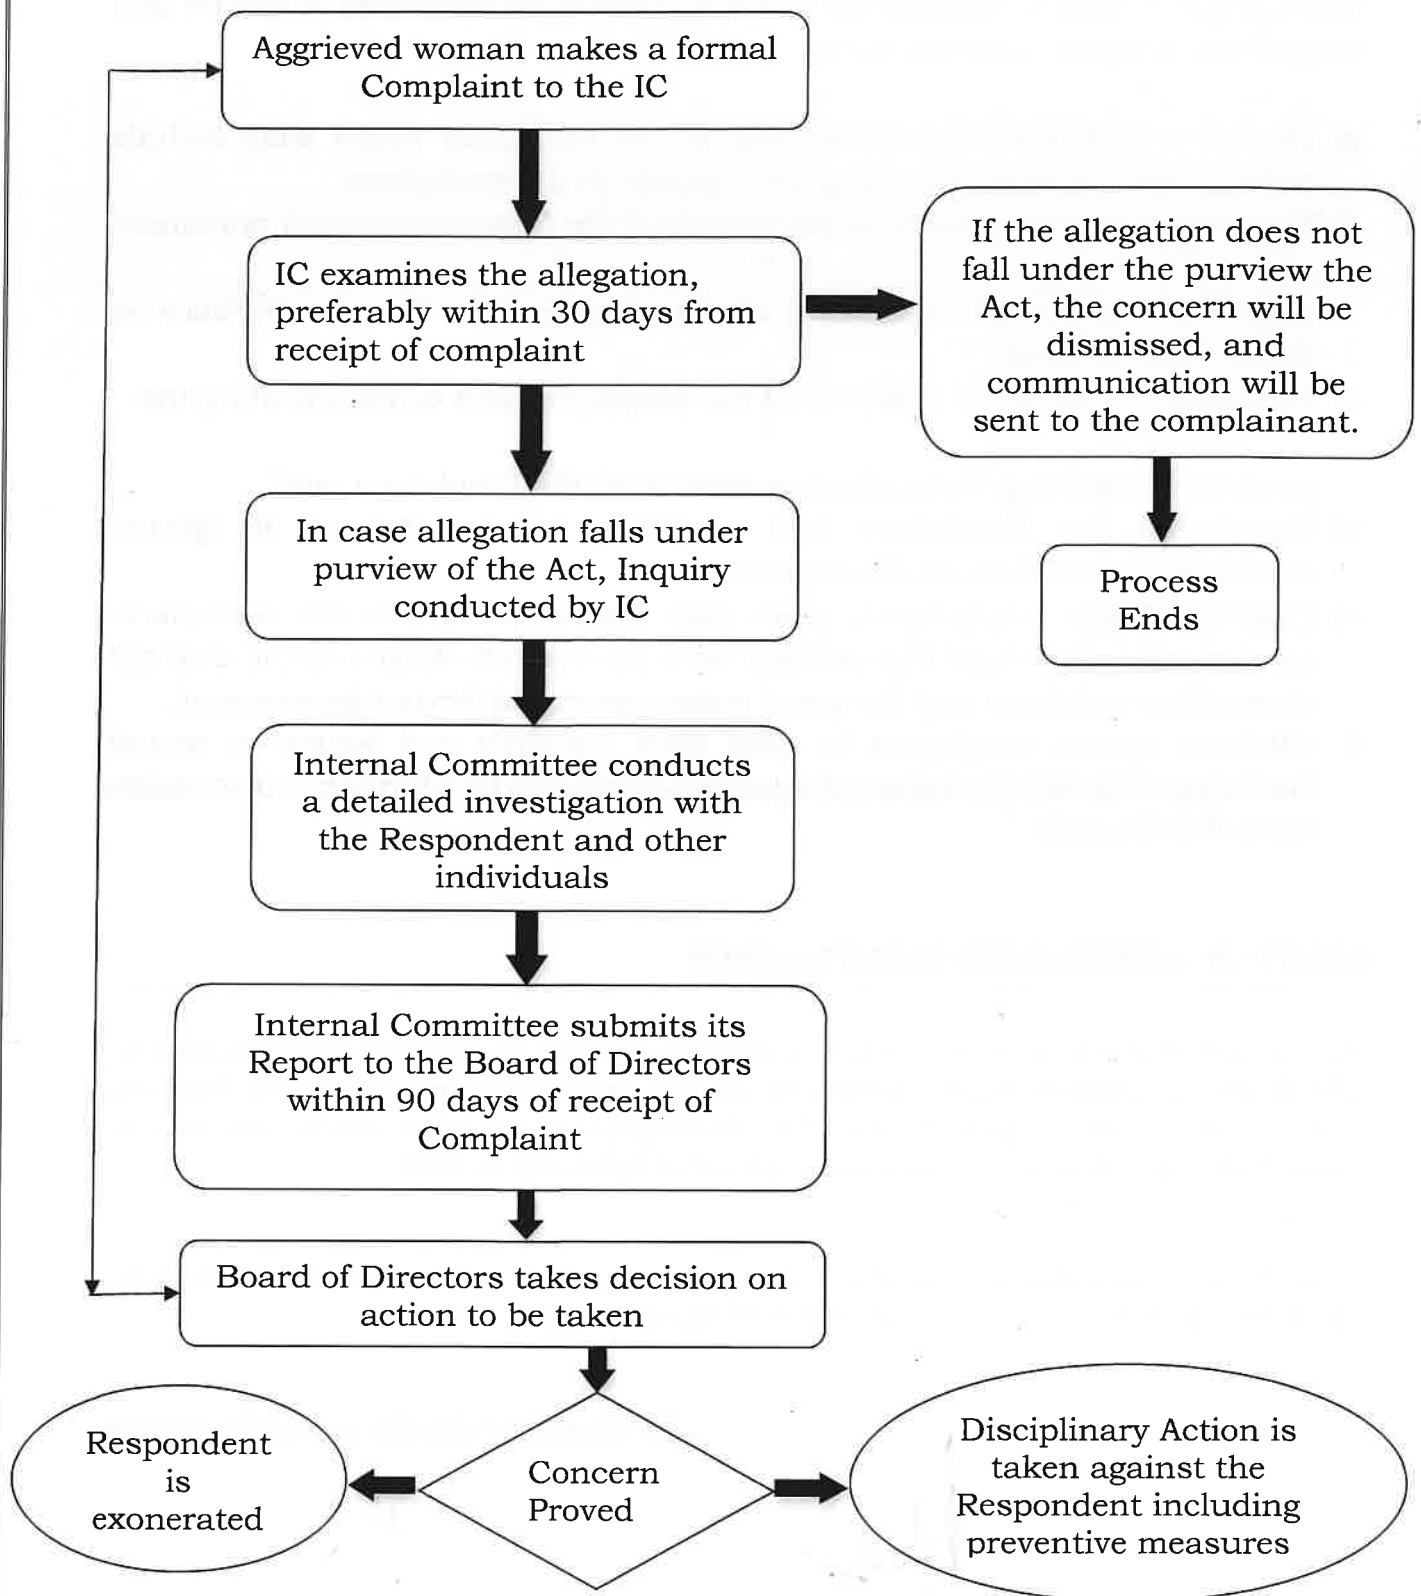 Aggrieved woman makes a formal
Complaint to the IC
IC examines the allegation,
preferably within 30 days from
receipt of complaint
If the allegation does not
fall under the purview the
Act, the concern will be
dismissed, and
communication will be
sent to the complainant.
Process
Ends
In case allegation falls under
purview of the Act, Inquiry
conducted by IC
Internal Committee conducts
a detailed investigation with
the Respondent and other
individuals
Internal Committee submits its
Report to the Board of Directors
within 90 days of receipt of
Complaint
Board of Directors takes decision on
action to be taken
Concern
Proved
Respondent
is
exonerated
Disciplinary Action is
taken against the
Respondent including
preventive measures